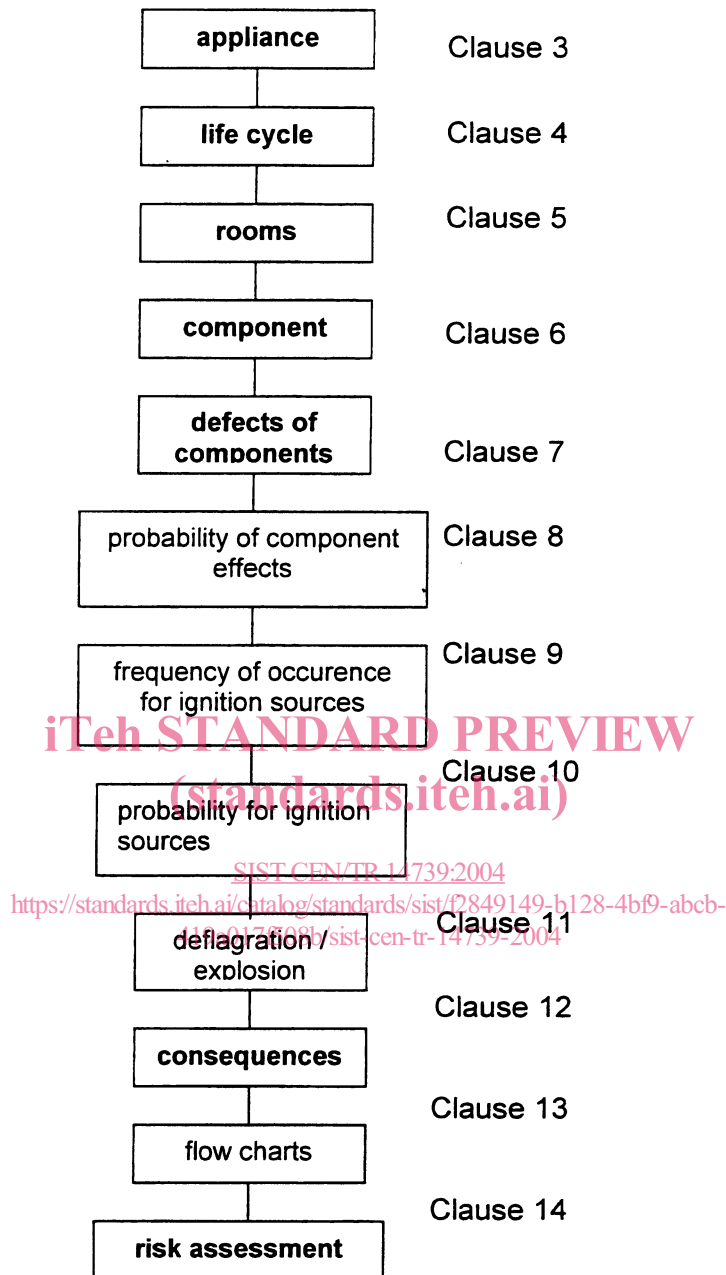 appliance
Clause 3
life cycle
Clause 4
rooms
Clause 5
component
Clause 6
defects of
components
Clause 7
probability of component
effects
Clause 8
frequency of occurence
for ignition sources
Clause 9
iTeh STANDARD PREVIEW
(standards.iteh.ai)
probability for ignition
sources
Clause 10
SIST CEN/TR 14739:2004
https://standards.iteh.ai/catalog/standards/sist/f2849149-b128-4bf9-abcb-
deflagration /
explosion
Clause 11
consequences
Clause 12
flow charts
Clause 13
risk assessment
Clause 14